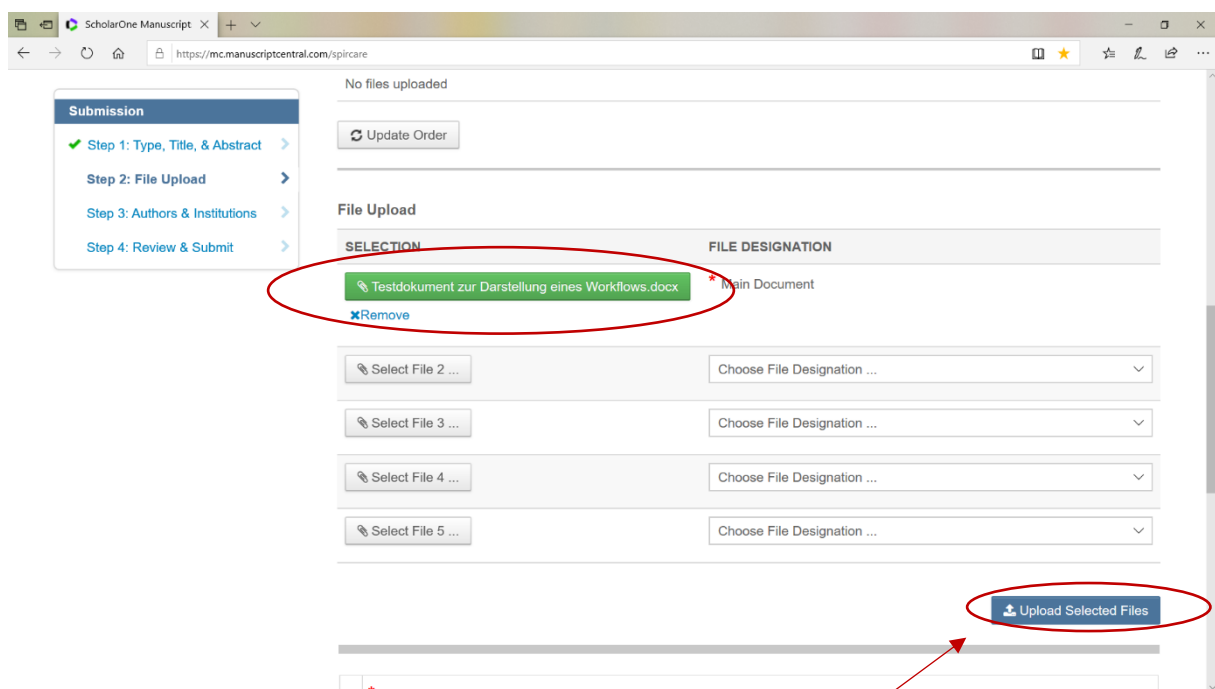 ScholarOne Manuscript
https://mc.manuscriptcentral.com/spircare
No files uploaded
Submission
Update Order
Step 1: Type, Title, & Abstract
Step 2: File Upload
Step 3: Authors & Institutions
Step 4: Review & Submit
File Upload
SELECTION FILE DESIGNATION
Testdokument zur Darstellung eines Workflows.docx * Main Document
Remove
Select File 2 ... Choose File Designation ...
Select File 3 ... Choose File Designation ...
Select File 4 ... Choose File Designation ...
Select File 5 ... Choose File Designation ...
Upload Selected Files
*